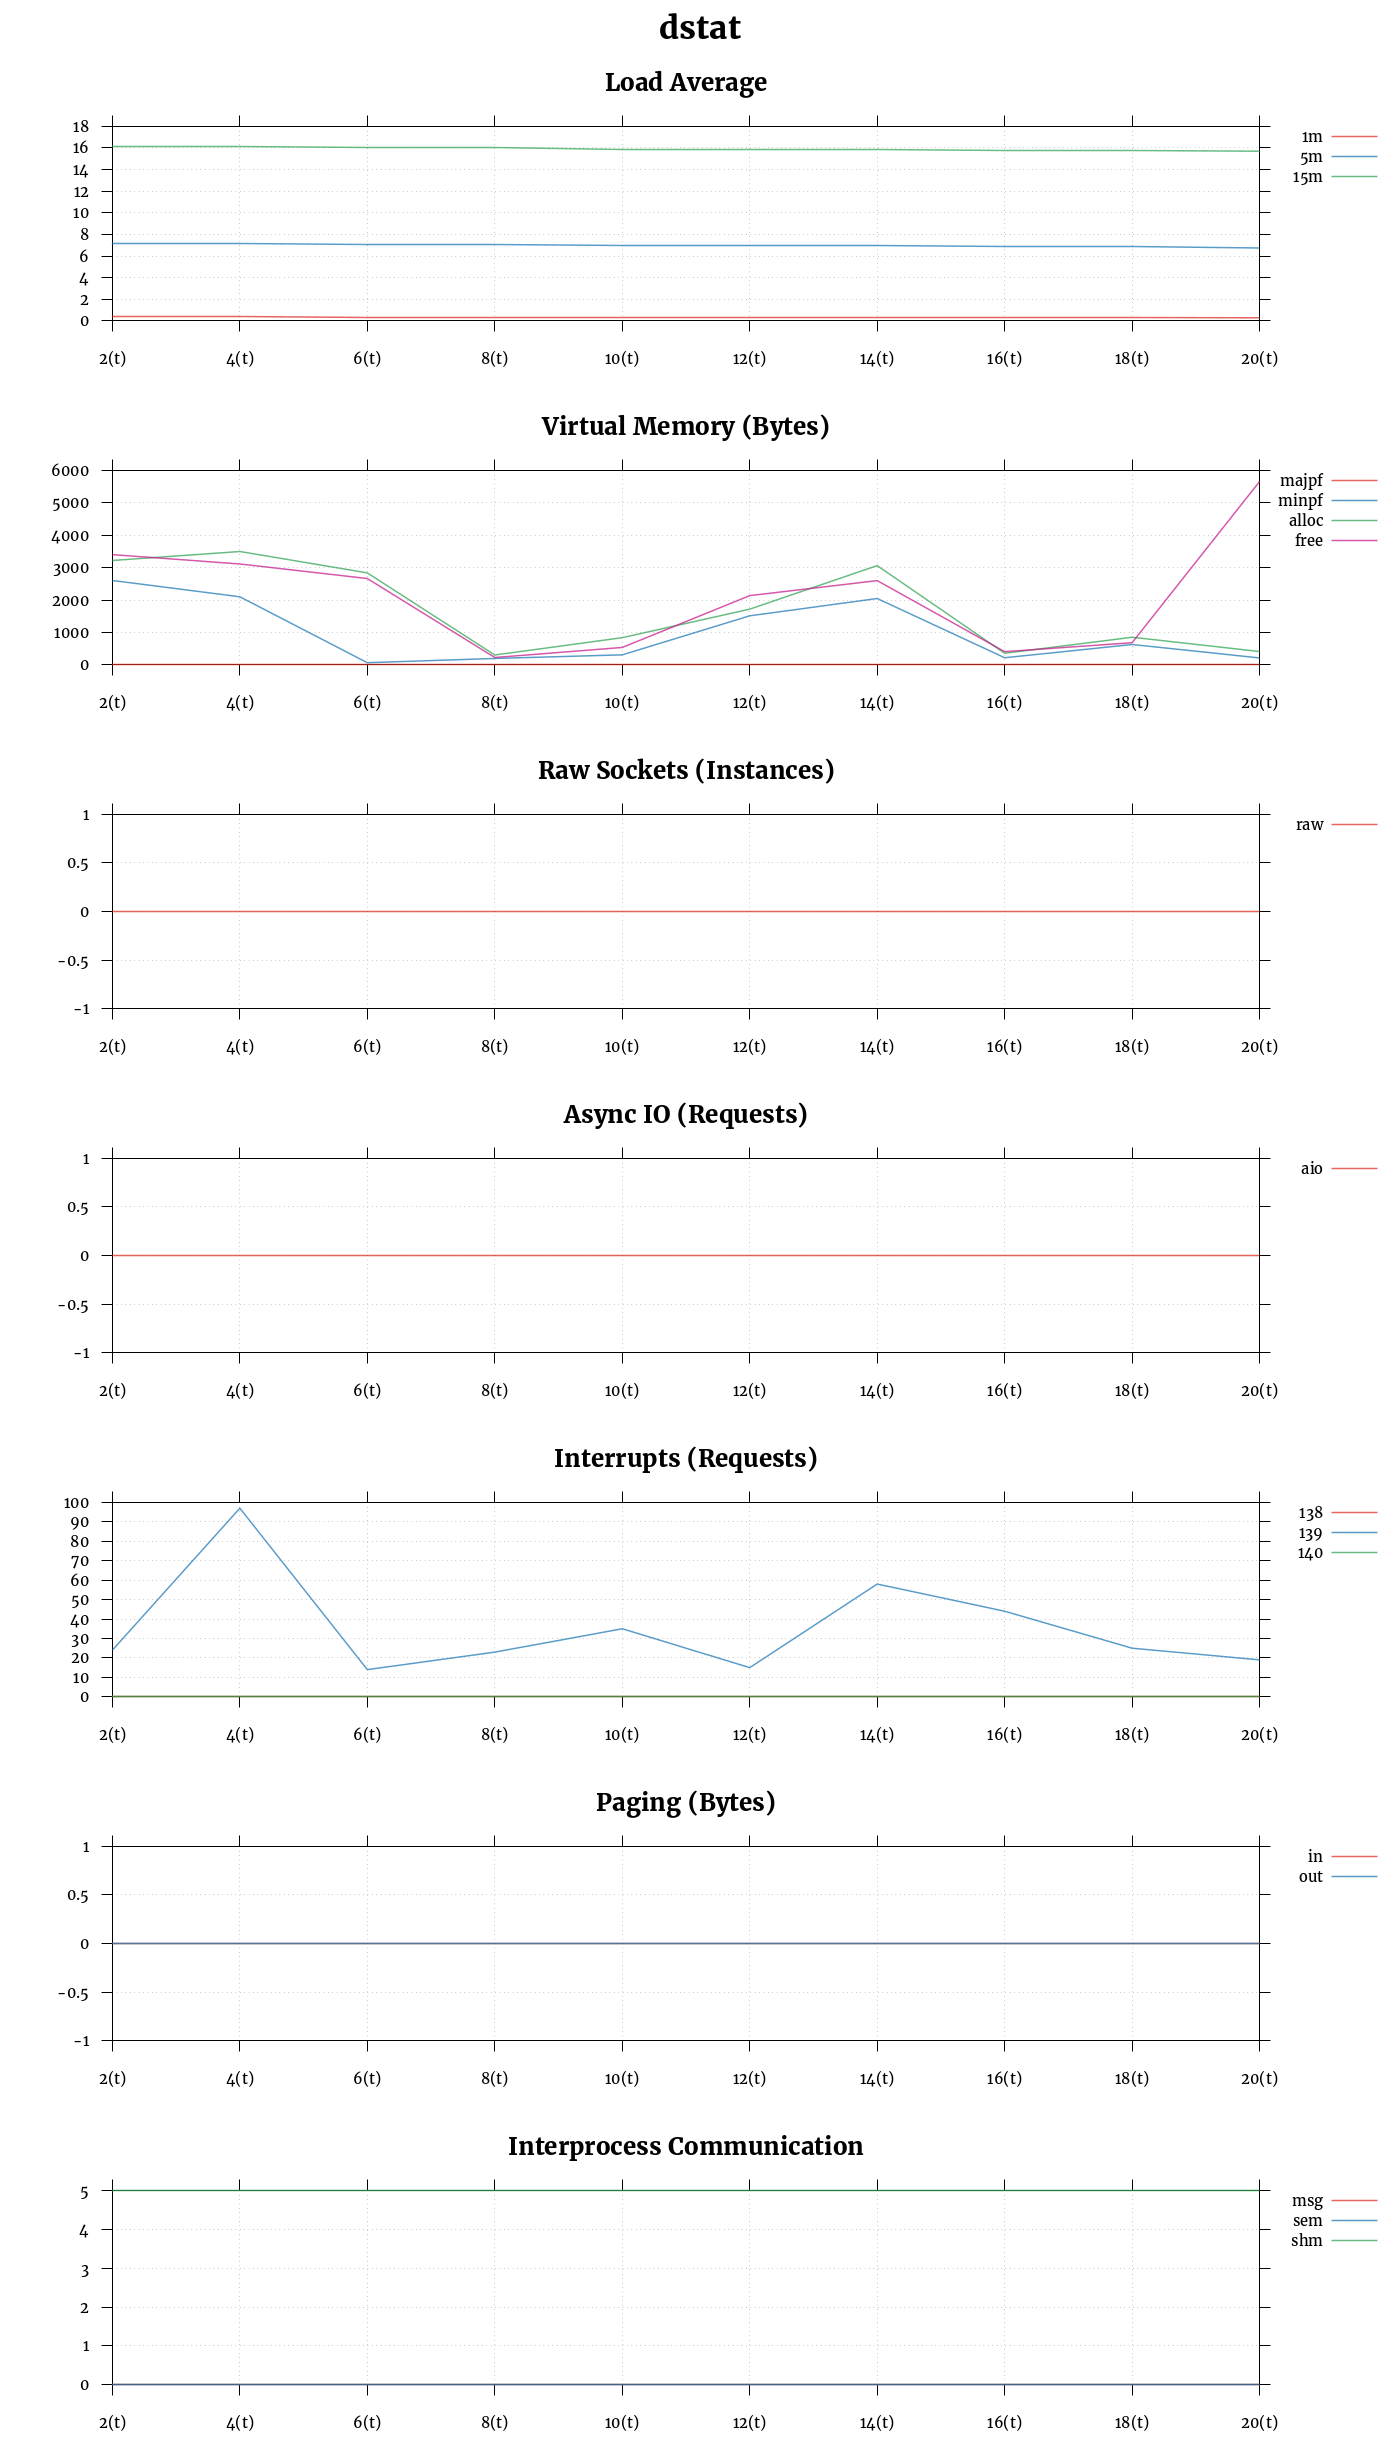 dstat
Load Average
18
16
14
12
10
8
6
4
2
0
2(t) 4(t) 6(t) 8(t) 10(t) 12(t) 14(t) 16(t) 18(t) 20(t)
1m
5m
15m
Virtual Memory (Bytes)
6000
5000
4000
3000
2000
1000
0
2(t) 4(t) 6(t) 8(t) 10(t) 12(t) 14(t) 16(t) 18(t) 20(t)
majpf
minpf
alloc
free
Raw Sockets (Instances)
1
0.5
0
-0.5
-1
2(t) 4(t) 6(t) 8(t) 10(t) 12(t) 14(t) 16(t) 18(t) 20(t)
raw
Async IO (Requests)
1
0.5
0
-0.5
-1
2(t) 4(t) 6(t) 8(t) 10(t) 12(t) 14(t) 16(t) 18(t) 20(t)
aio
Interrupts (Requests)
100
90
80
70
60
50
40
30
20
10
0
2(t) 4(t) 6(t) 8(t) 10(t) 12(t) 14(t) 16(t) 18(t) 20(t)
138
139
140
Paging (Bytes)
1
0.5
0
-0.5
-1
2(t) 4(t) 6(t) 8(t) 10(t) 12(t) 14(t) 16(t) 18(t) 20(t)
in
out
Interprocess Communication
5
4
3
2
1
0
2(t) 4(t) 6(t) 8(t) 10(t) 12(t) 14(t) 16(t) 18(t) 20(t)
msg
sem
shm